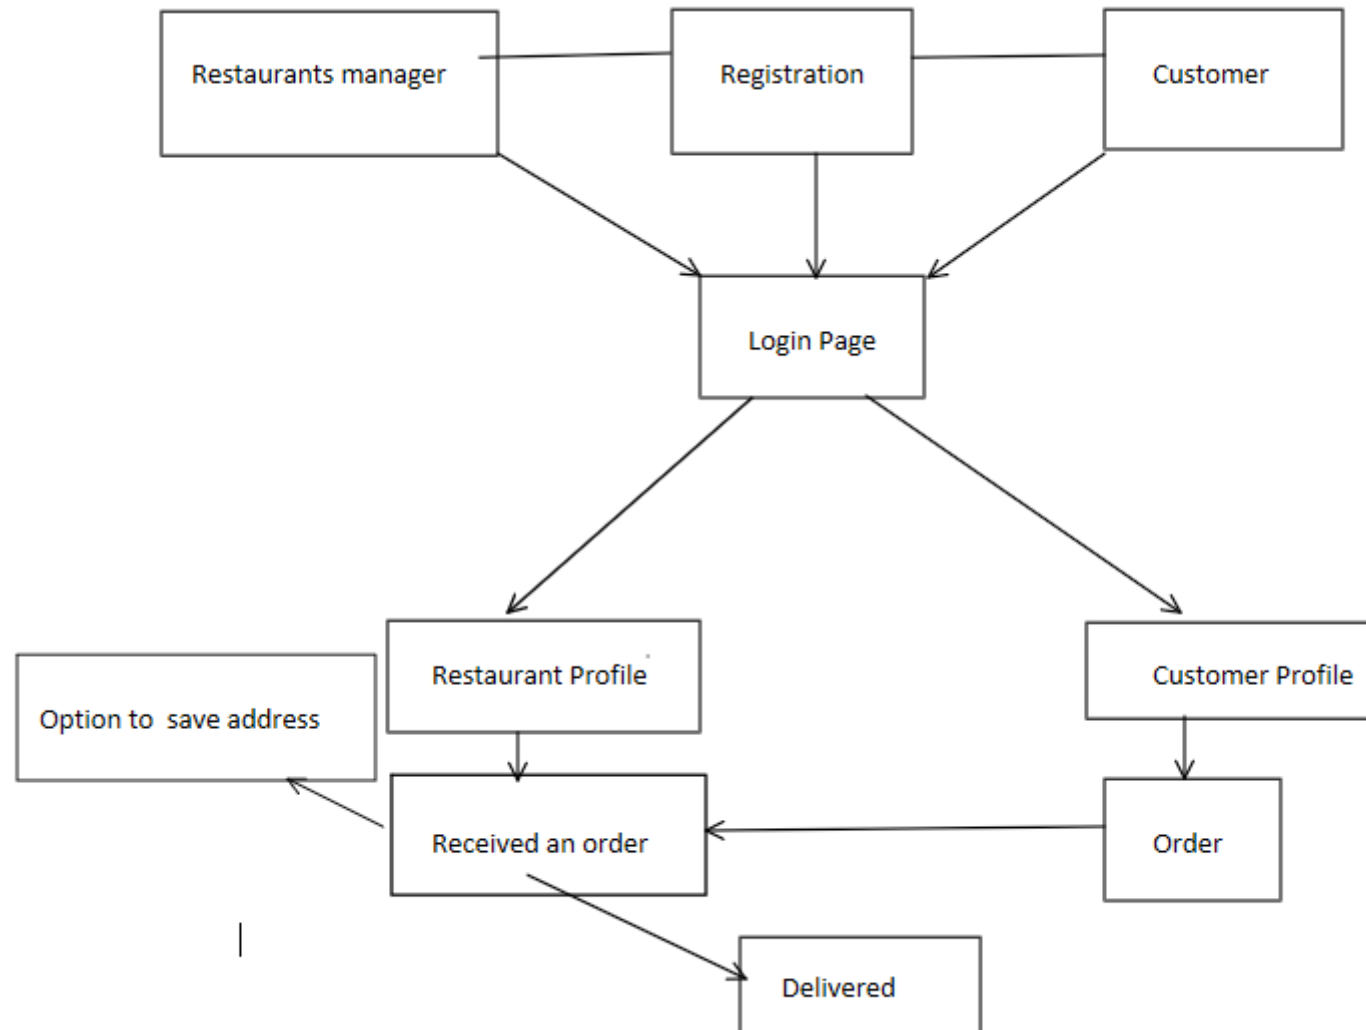 Restaurants manager
Registration
Customer
Login Page
Restaurant Profile
Customer Profile
Option to  save address
Received an order
Order
Delivered